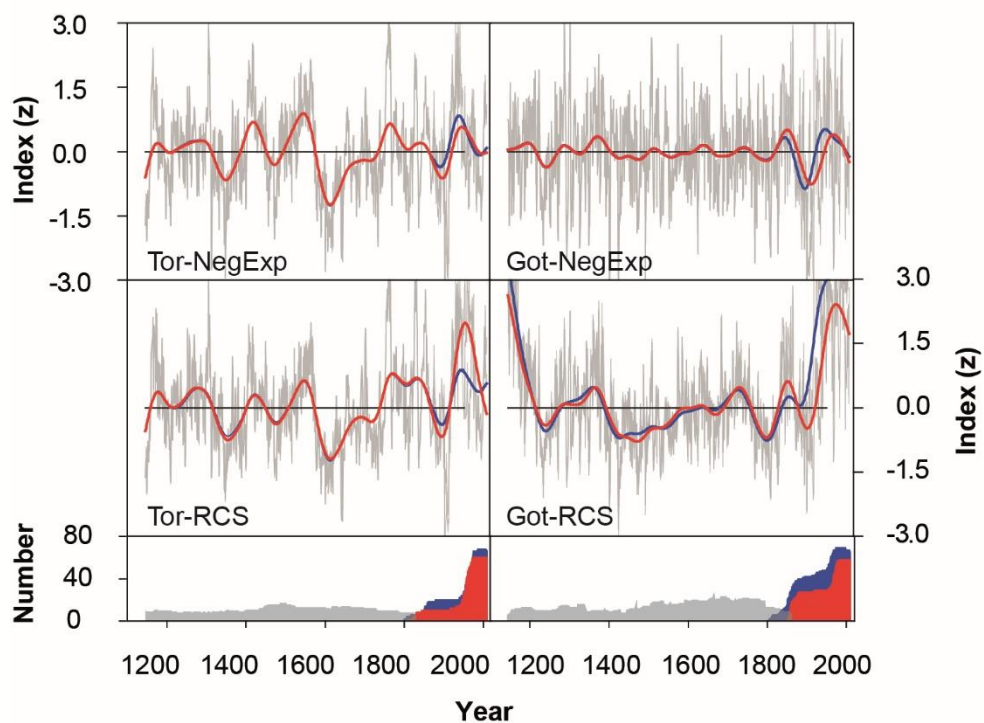 3.0
1.5
0.0
-1.5
-3.0
Index (z)
Tor-NegExp
Got-NegExp
3.0
1.5
0.0
-1.5
-3.0
Index (z)
Tor-RCS
Got-RCS
Number
80
40
0
1200 1400 1600 1800 2000 1200 1400 1600 1800 2000
Year